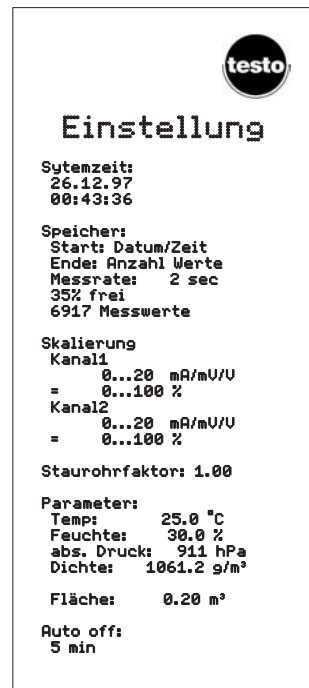 testo
Einstellung
Sytemzeit:
26.12.97
00:43:36
Speicher:
Start: Datum/Zeit
Ende: Anzahl Werte
Messrate: 2 sec
35% frei
6917 Messwerte
Skalierung
Kanal1
0...20 mA/mV/V
= 0...100 %
Kanal2
0...20 mA/mV/V
= 0...100 %
Staurohrfaktor: 1.00
Parameter:
Temp: 25.0 °C
Feuchte: 30.0 %
abs. Druck: 911 hPa
Dichte: 1061.2 g/m³
Fläche: 0.20 m²
Auto off:
5 min